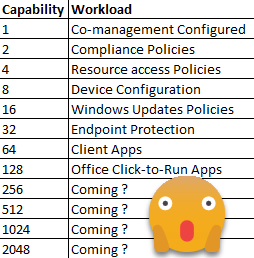 Capability Workload
1 Co-management Configured
2 Compliance Policies
4 Resource access Policies
8 Device Configuration
16 Windows Updates Policies
32 Endpoint Protection
64 Client Apps
128 Office Click-to-Run Apps
256 Coming ?
512 Coming ?
1024 Coming ?
2048 Coming ?